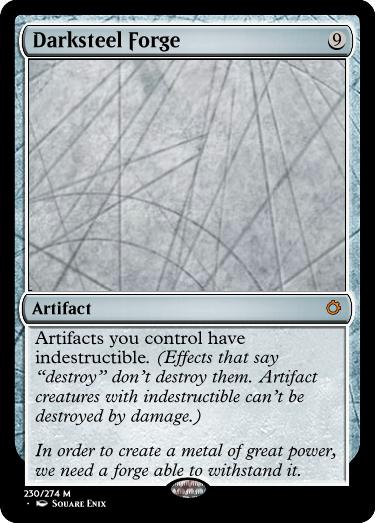 Darksteel Forge 9
Artifact
Artifacts you control have
indestructible. (Effects that say
“destroy” don’t destroy them. Artifact
creatures with indestructible can’t be
destroyed by damage.)
In order to create a metal of great power,
we need a forge able to withstand it.
230/274 M
· Square Enix